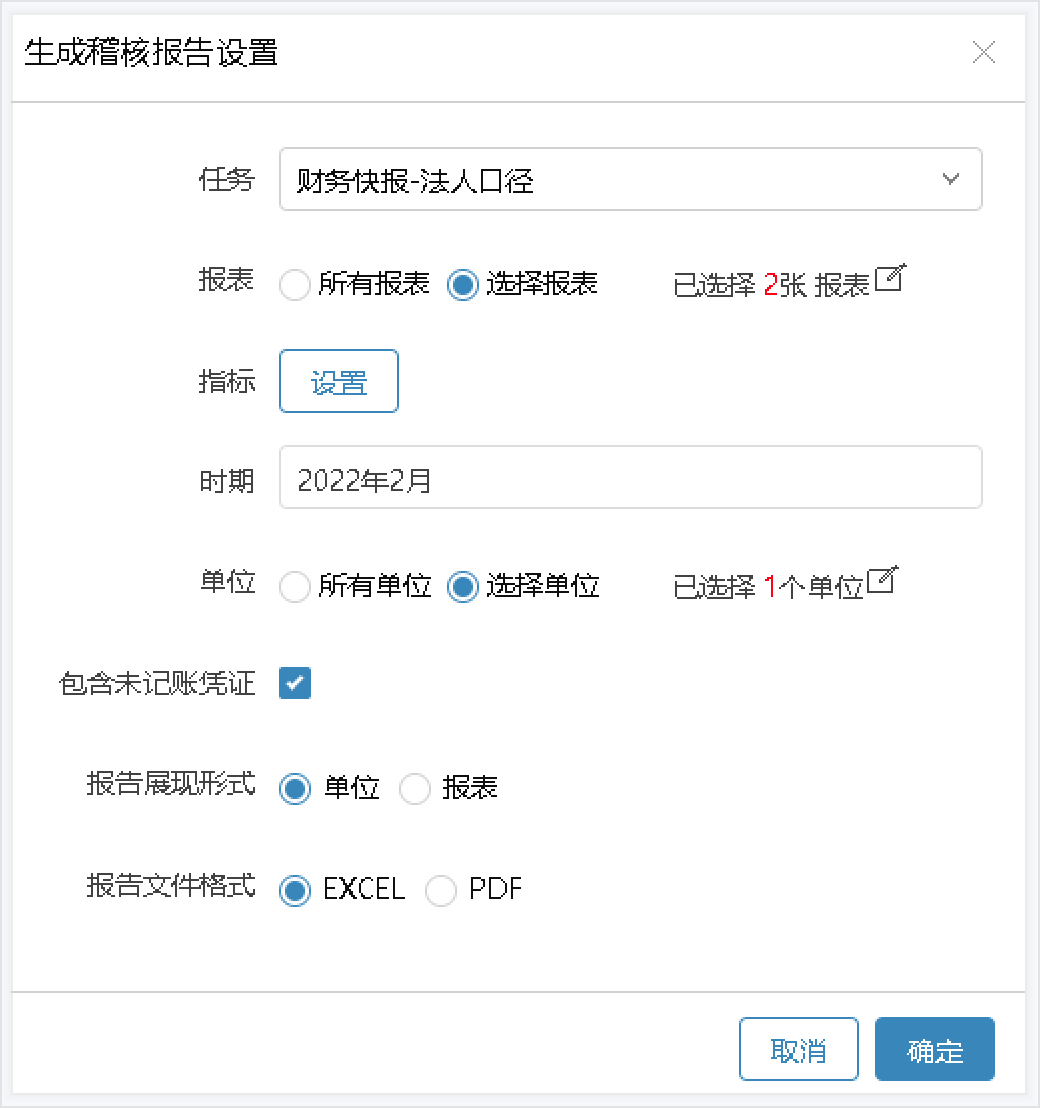 生成稽核报告设置
任务 财务快报-法人口径
报表 所有报表 选择报表 已选择 2张 报表
指标 设置
时期 2022年2月
单位 所有单位 选择单位 已选择 1个 单位
包含未记账凭证
报告展现形式 单位 报表
报告文件格式 EXCEL PDF
取消 确定